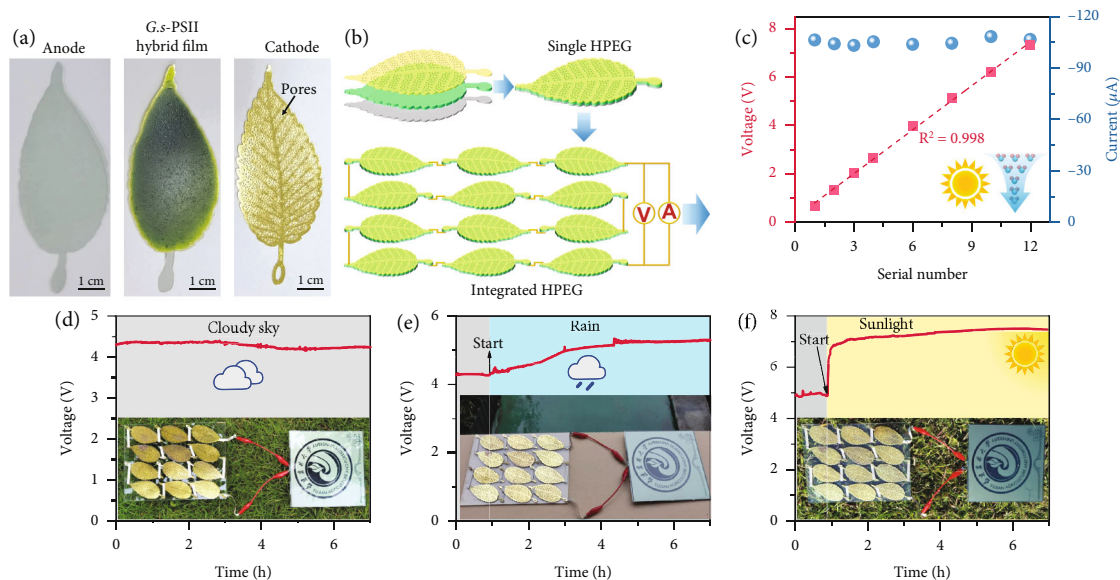 (a)
Anode
G.s-PSII
hybrid film
Cathode
Pores
1 cm
1 cm
1 cm
(b)
Single HPEG
V
A
Integrated HPEG
(c)
Voltage (V)
8
6
4
2
0
R² = 0.998
0
3
6
9
12
Serial number
Current (μA)
−120
−90
−60
−30
0
(d)
Cloudy sky
Voltage (V)
5
4
3
2
1
0
0
2
4
6
Time (h)
(e)
Rain
Start
Voltage (V)
6
4
2
0
0
2
4
6
Time (h)
(f)
Sunlight
Start
Voltage (V)
8
6
4
2
0
0
2
4
6
Time (h)